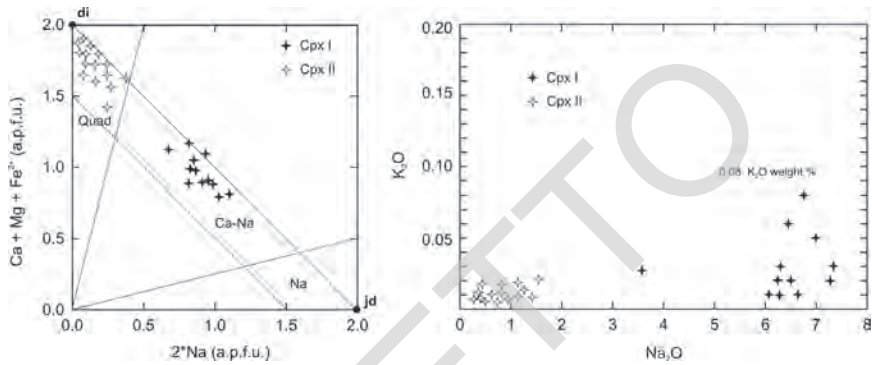 di
2.0
1.5
1.0
0.5
0.0
0.0
0.5
1.0
1.5
2.0
Ca + Mg + Fe²⁺ (a.p.f.u.)
2*Na (a.p.f.u.)
Cpx I
Cpx II
Quad
Ca-Na
Na
jd
0.20
0.15
0.10
0.05
0
1
2
3
4
5
6
7
8
K₂O
Na₂O
Cpx I
Cpx II
0.08 K₂O weight %
ETTO